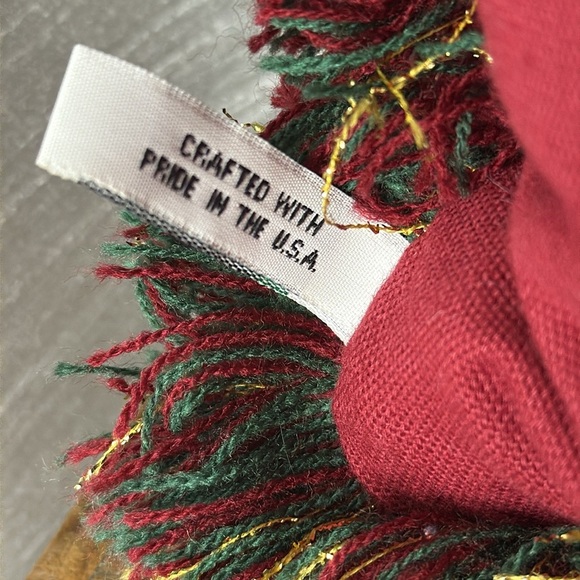 CRAFTED WITH
PRIDE IN THE U.S.A.